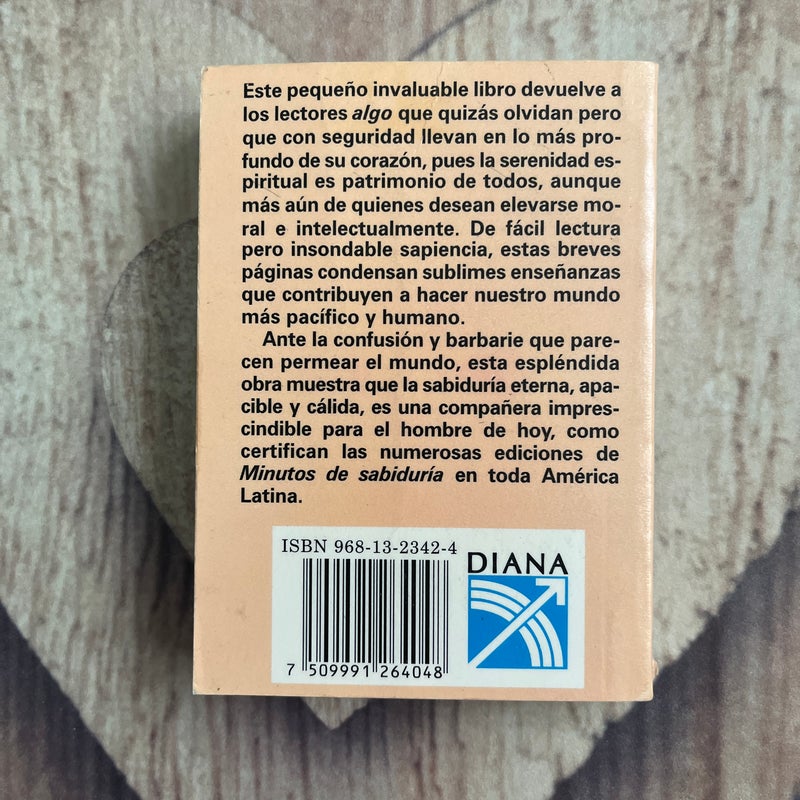 Este pequeño invaluable libro devuelve a
los lectores algo que quizás olvidan pero
que con seguridad llevan en lo más pro-
fundo de su corazón, pues la serenidad es-
piritual es patrimonio de todos, aunque
más aún de quienes desean elevarse mo-
ral e intelectualmente. De fácil lectura
pero insondable sapiencia, estas breves
páginas condensan sublimes enseñanzas
que contribuyen a hacer nuestro mundo
más pacífico y humano.
Ante la confusión y barbarie que pare-
cen permear el mundo, esta espléndida
obra muestra que la sabiduría eterna, apa-
cible y cálida, es una compañera impres-
cindible para el hombre de hoy, como
certifican las numerosas ediciones de
Minutos de sabiduría en toda América
Latina.
ISBN 968-13-2342-4
DIANA
7 509991 264048